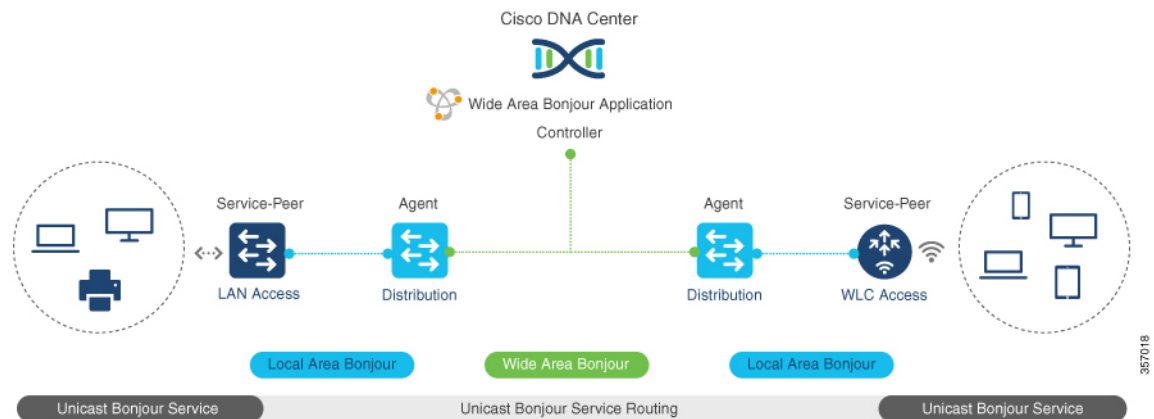 Cisco DNA Center
Wide Area Bonjour Application
Controller
Service-Peer
Agent
Agent
Service-Peer
LAN Access
Distribution
Distribution
WLC Access
Local Area Bonjour
Wide Area Bonjour
Local Area Bonjour
357018
Unicast Bonjour Service
Unicast Bonjour Service Routing
Unicast Bonjour Service